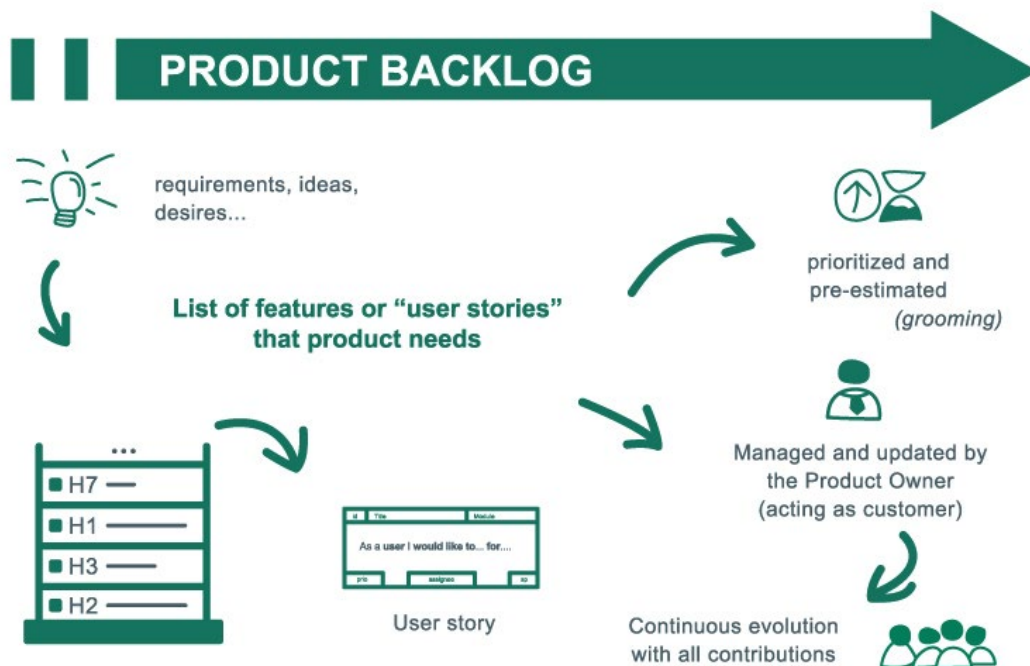 PRODUCT BACKLOG
requirements, ideas,
desires...
List of features or “user stories”
that product needs
prioritized and
pre-estimated
(grooming)
Managed and updated by
the Product Owner
(acting as customer)
Continuous evolution
with all contributions
...
H7
H1
H3
H2
id
Title
Module
As a user I would like to... for....
prio
assignee
sp
User story